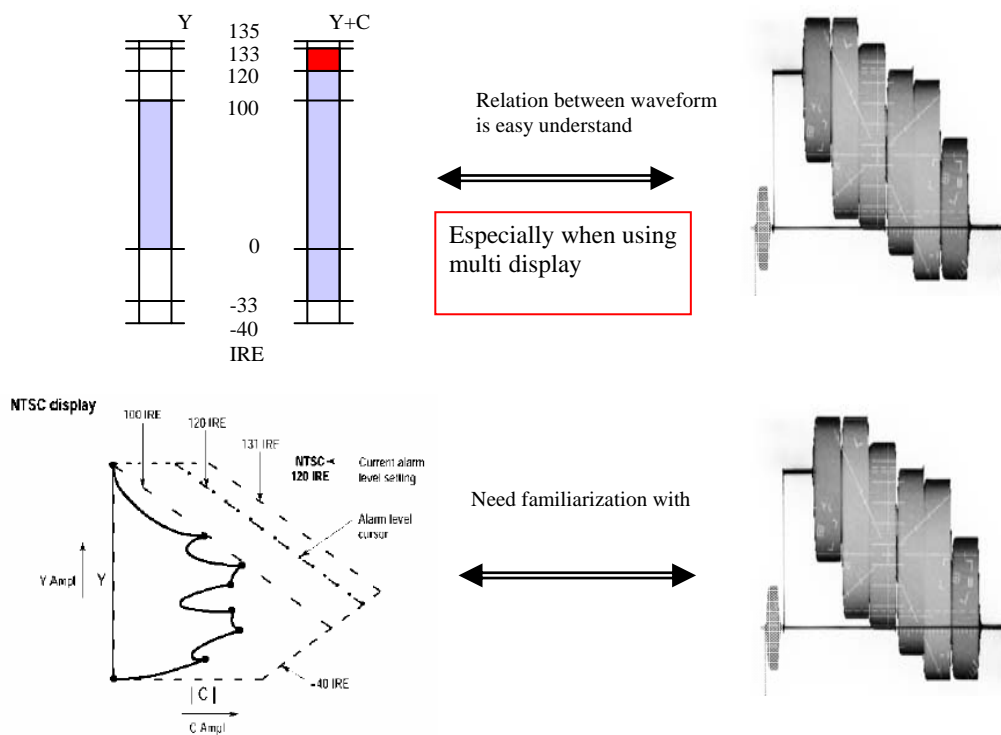 Y
135
Y+C
133
120
100
0
-33
-40
IRE
Relation between waveform
is easy understand
Especially when using
multi display
NTSC display
100 IRE
120 IRE
131 IRE
NTSC
120 IRE
Current alarm
level setting
Alarm level
cursor
Y Ampl
Y
-40 IRE
| C |
C Ampl
Need familiarization with